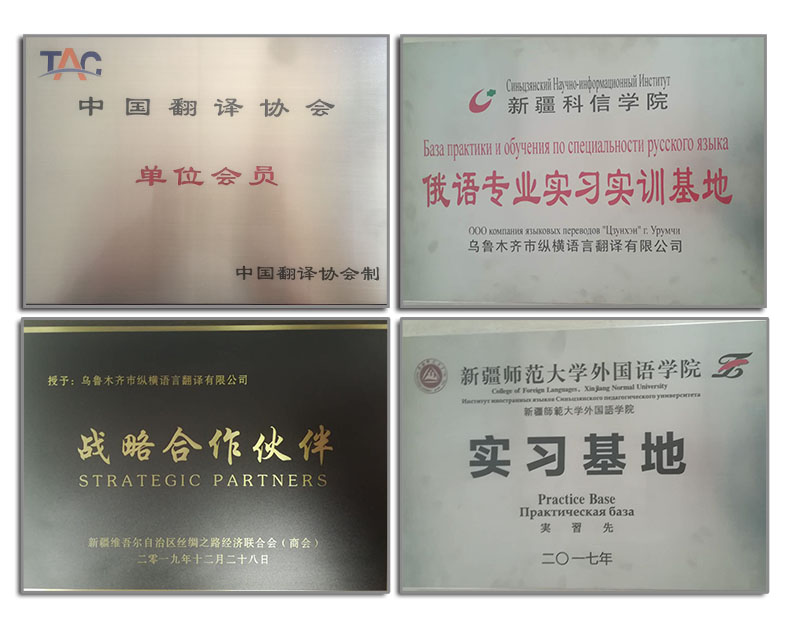 TAC
中国翻译协会
单位会员
中国翻译协会制
Синьцзянский Научно-информационный Институт
新疆科信学院
База практики и обучения по специальности русского языка
俄语专业实习实训基地
ООО компания языковых переводов "Цзунхэн" г. Урумчи
乌鲁木齐市纵横语言翻译有限公司
授予：乌鲁木齐市纵横语言翻译有限公司
战略合作伙伴
STRATEGIC PARTNERS
新疆维吾尔自治区丝绸之路经济联合会（商会）
二零一九年十二月二十八日
新疆师范大学外国语学院
College of Foreign Languages, Xinjiang Normal University
Институт иностранных языков Синьцзянского педагогического университета
新疆師範大学外国語学院
实习基地
Practice Base
Практическая база
実習先
二〇一七年